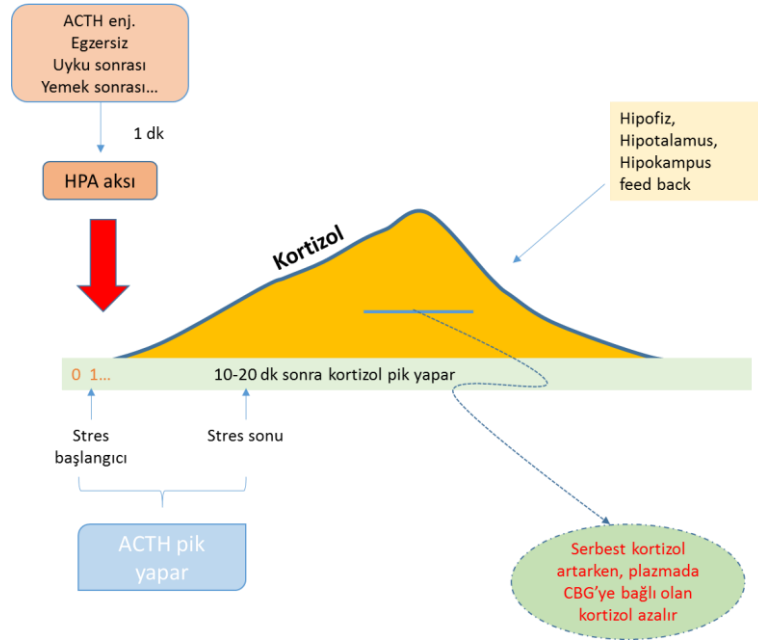 ACTH enj.
Egzersiz
Uyku sonrası
Yemek sonrası...
1 dk
HPA aksı
Hipofiz,
Hipotalamus,
Hipokampus
feed back
Kortizol
0 1...
10-20 dk sonra kortizol pik yapar
Stres
başlangıcı
Stres sonu
ACTH pik
yapar
Serbest kortizol
artarken, plazmada
CBG'ye bağlı olan
kortizol azalır